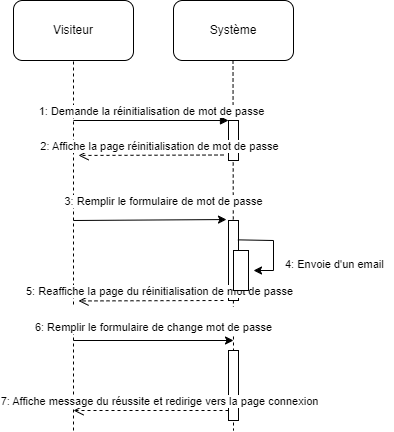 Visiteur
Système
1: Demande la réinitialisation de mot de passe
2: Affiche la page réinitialisation de mot de passe
3: Remplir le formulaire de mot de passe
4: Envoie d'un email
5: Reaffiche la page du réinitialisation de mot de passe
6: Remplir le formulaire de change mot de passe
7: Affiche message du réussite et redirige vers la page connexion